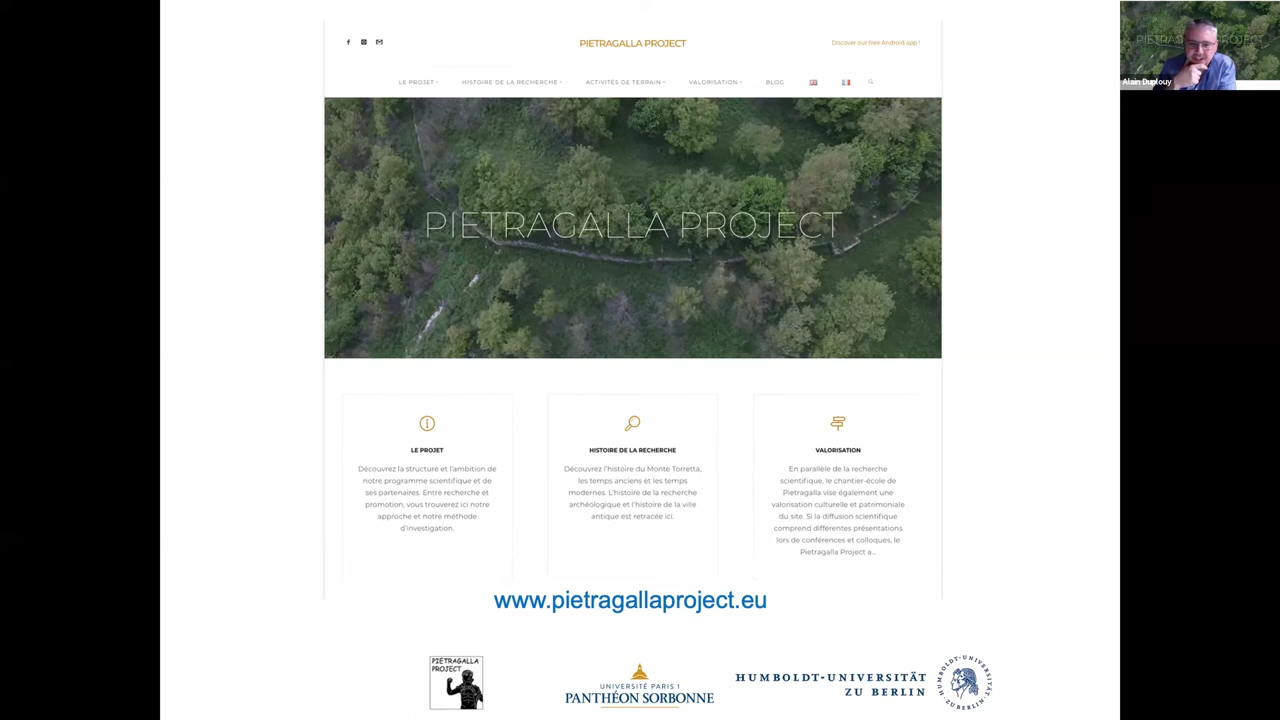 PIETRAGALLA PROJECT
Discover our free Android app !
LE PROJET
HISTOIRE DE LA RECHERCHE
ACTIVITÉS DE TERRAIN
VALORISATION
BLOG
PIETRAGALLA PROJECT
LE PROJET
Découvrez la structure et l'ambition de
notre programme scientifique et de
ses partenaires. Entre recherche et
promotion, vous trouverez ici notre
approche et notre méthode
d'investigation.
HISTOIRE DE LA RECHERCHE
Découvrez l'histoire du Monte Torretta,
les temps anciens et les temps
modernes. L'histoire de la recherche
archéologique et l'histoire de la ville
antique est retracée ici.
VALORISATION
En parallèle de la recherche
scientifique, le chantier-école de
Pietragalla vise également une
valorisation culturelle et patrimoniale
du site. Si la diffusion scientifique
comprend différentes présentations
lors de conférences et colloques, le
Pietragalla Project a...
www.pietragallaproject.eu
PIETRAGALLA
PROJECT
UNIVERSITÉ PARIS 1
PANTHÉON SORBONNE
HUMBOLDT-UNIVERSITÄT
ZU BERLIN
HUMBOLDT-UNIVERSITÄT
·ZU BERLIN·
PIETRAGALLA PROJECT
Alain Duplouy